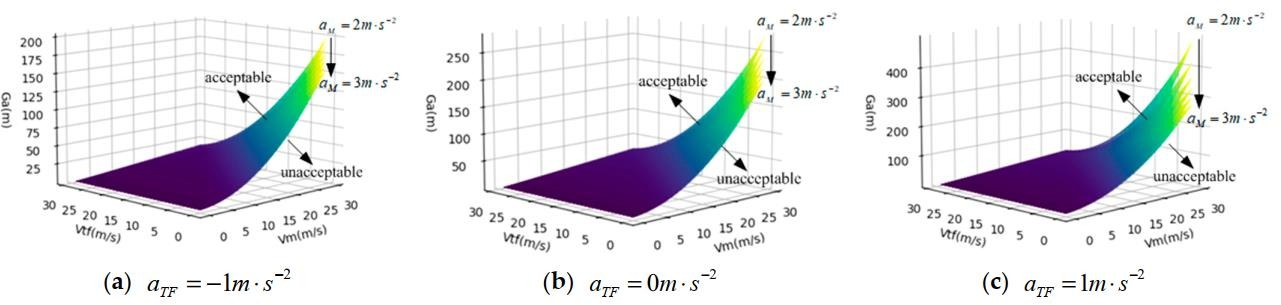 200
175
150
125
100
75
50
25
Ga(m)
30 25 20 15 10 5 0
Vtf(m/s)
0 5 10 15 20 25 30
Vm(m/s)
a_M = 2m·s⁻²
a_M = 3m·s⁻²
acceptable
unacceptable
(a) a_TF = −1m·s⁻²
250
200
150
100
50
Ga(m)
30 25 20 15 10 5 0
Vtf(m/s)
0 5 10 15 20 25 30
Vm(m/s)
a_M = 2m·s⁻²
a_M = 3m·s⁻²
acceptable
unacceptable
(b) a_TF = 0m·s⁻²
400
300
200
100
Ga(m)
30 25 20 15 10 5 0
Vtf(m/s)
0 5 10 15 20 25 30
Vm(m/s)
a_M = 2m·s⁻²
a_M = 3m·s⁻²
acceptable
unacceptable
(c) a_TF = 1m·s⁻²